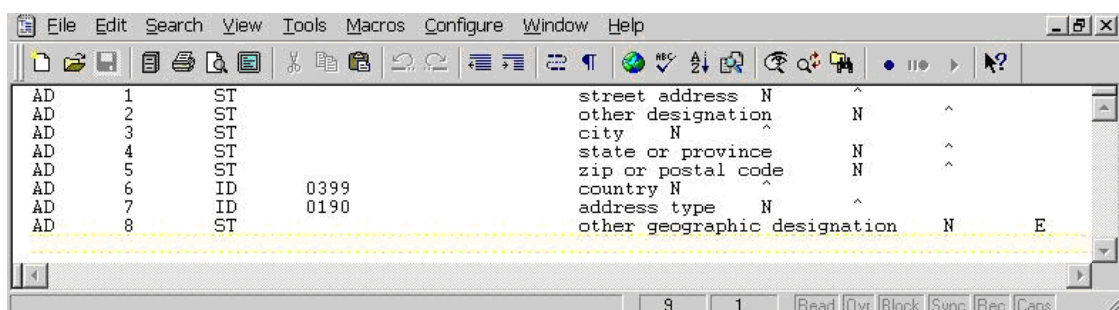 File Edit Search View Tools Macros Configure Window Help
AD 1 ST street address N ^
AD 2 ST other designation N ^
AD 3 ST city N ^
AD 4 ST state or province N ^
AD 5 ST zip or postal code N ^
AD 6 ID 0399 country N ^
AD 7 ID 0190 address type N ^
AD 8 ST other geographic designation N E
9 1 Read Ovr Block Sync Rec Caps